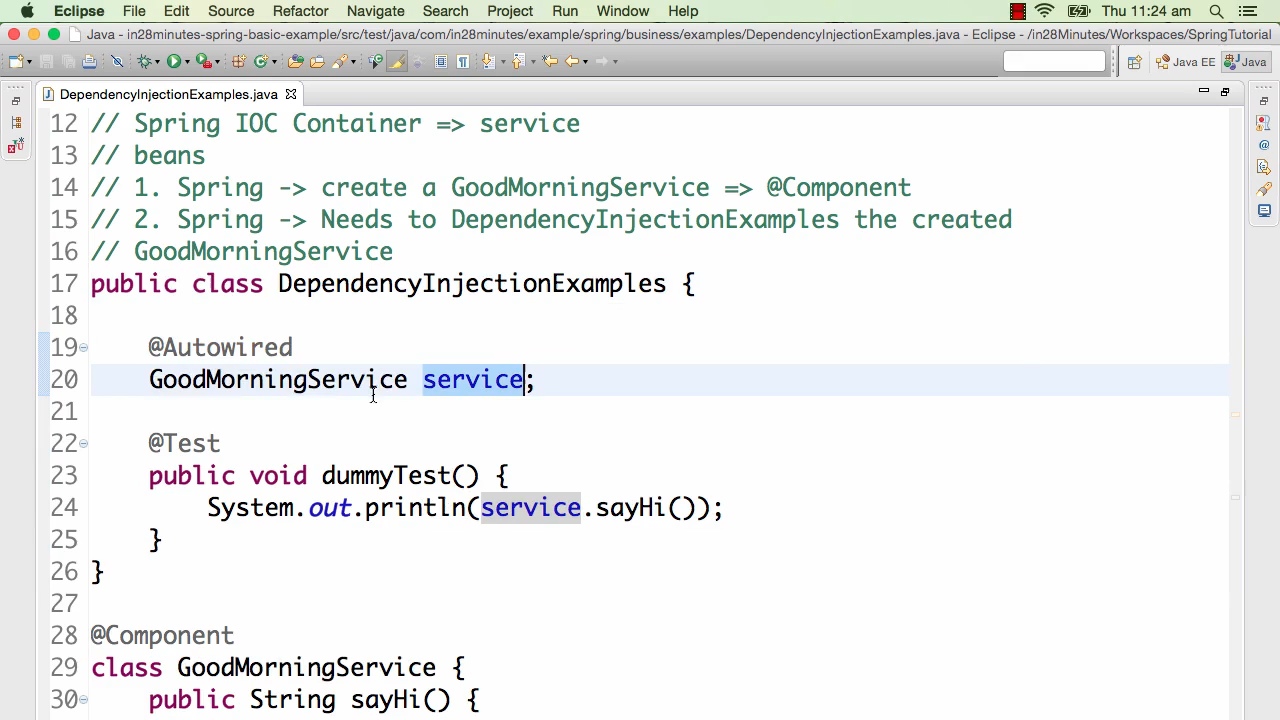 Eclipse File Edit Source Refactor Navigate Search Project Run Window Help Thu 11:24 am
Java - in28minutes-spring-basic-example/src/test/java/com/in28minutes/example/spring/business/examples/DependencyInjectionExamples.java - Eclipse - /in28Minutes/Workspaces/SpringTutorial
Java EE Java
DependencyInjectionExamples.java
12 // Spring IOC Container => service
13 // beans
14 // 1. Spring -> create a GoodMorningService => @Component
15 // 2. Spring -> Needs to DependencyInjectionExamples the created
16 // GoodMorningService
17 public class DependencyInjectionExamples {
18
19 @Autowired
20 GoodMorningService service;
21
22 @Test
23 public void dummyTest() {
24 System.out.println(service.sayHi());
25 }
26 }
27
28 @Component
29 class GoodMorningService {
30 public String sayHi() {